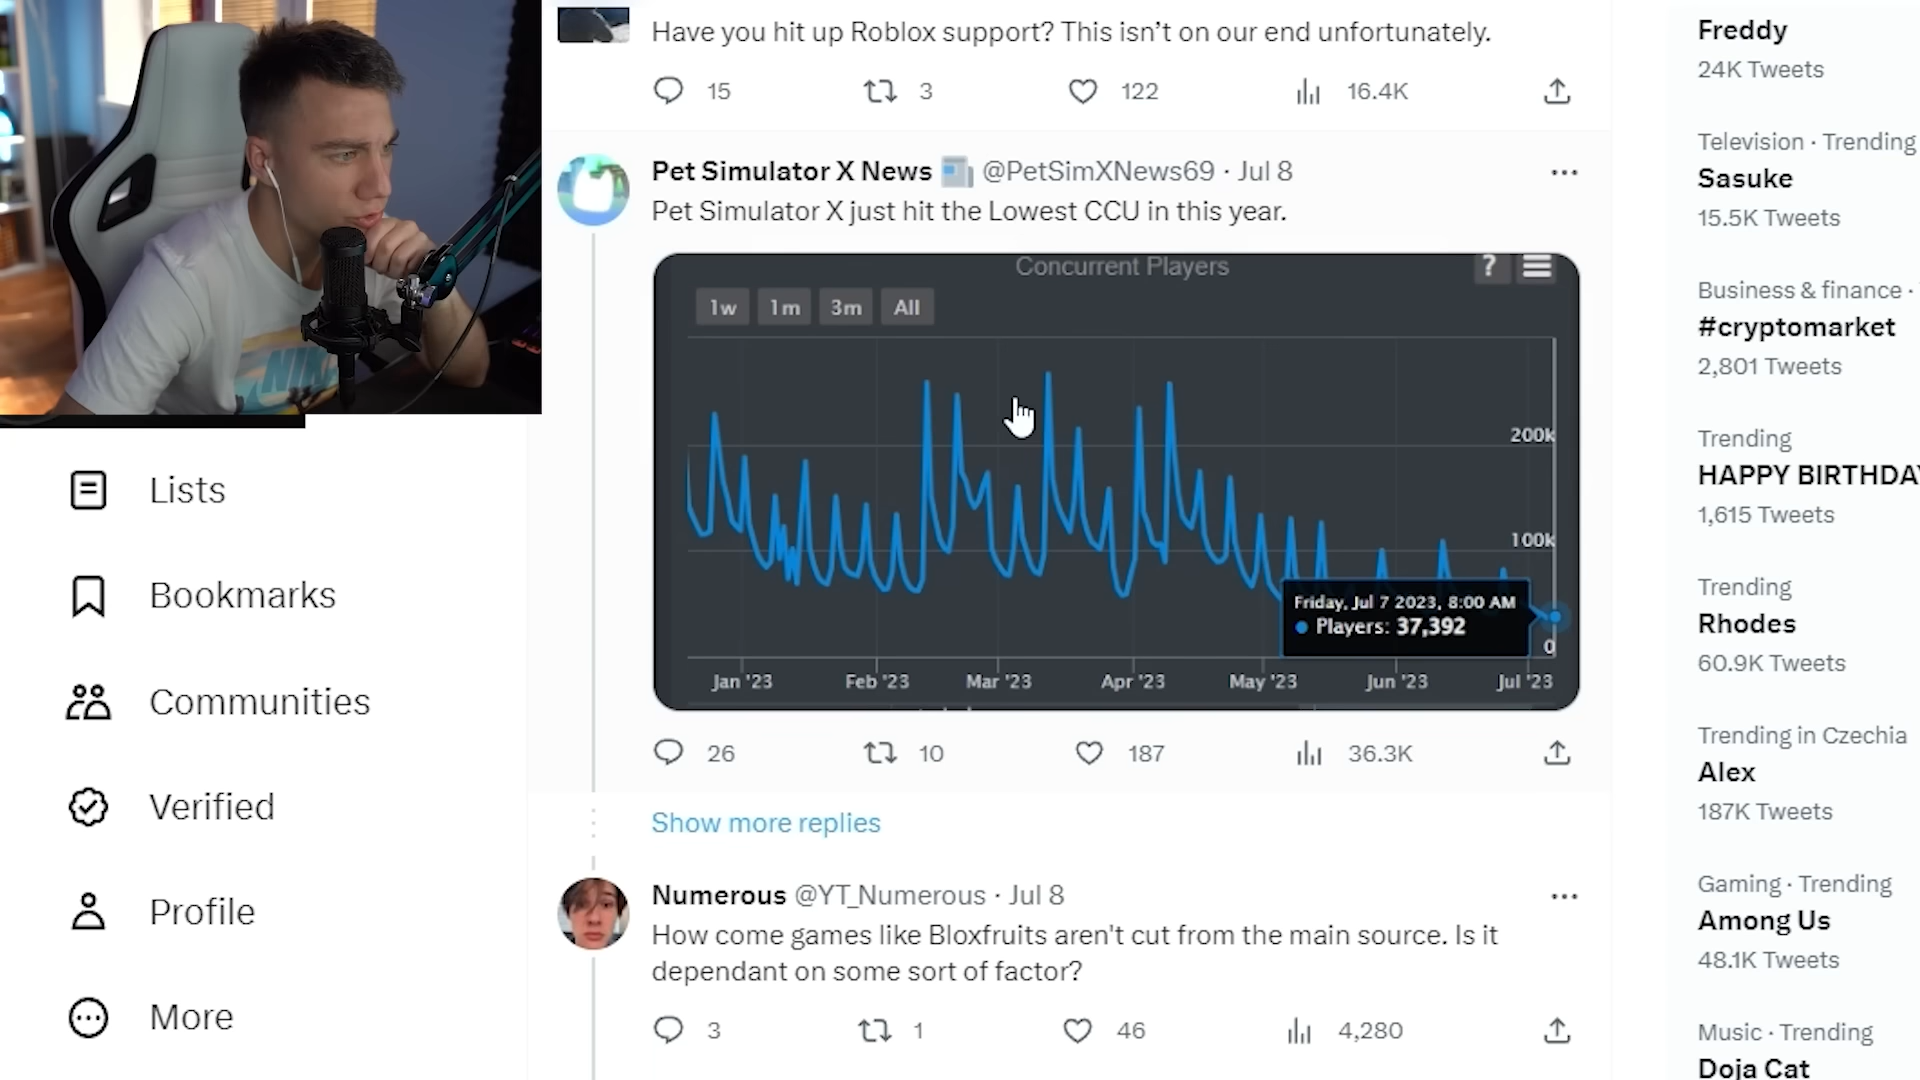 Have you hit up Roblox support? This isn't on our end unfortunately.
15
3
122
16.4K
Pet Simulator X News @PetSimXNews69 · Jul 8
Pet Simulator X just hit the Lowest CCU in this year.
Concurrent Players
?
1w
1m
3m
All
200k
100k
0
Friday, Jul 7 2023, 8:00 AM
Players: 37,392
Jan '23
Feb '23
Mar '23
Apr '23
May '23
Jun '23
Jul '23
26
10
187
36.3K
Show more replies
Numerous @YT_Numerous · Jul 8
How come games like Bloxfruits aren't cut from the main source. Is it
dependant on some sort of factor?
3
1
46
4,280
NIKE
Lists
Bookmarks
Communities
Verified
Profile
More
Freddy
24K Tweets
Television · Trending
Sasuke
15.5K Tweets
Business & finance ·
#cryptomarket
2,801 Tweets
Trending
HAPPY BIRTHDAY
1,615 Tweets
Trending
Rhodes
60.9K Tweets
Trending in Czechia
Alex
187K Tweets
Gaming · Trending
Among Us
48.1K Tweets
Music · Trending
Doja Cat